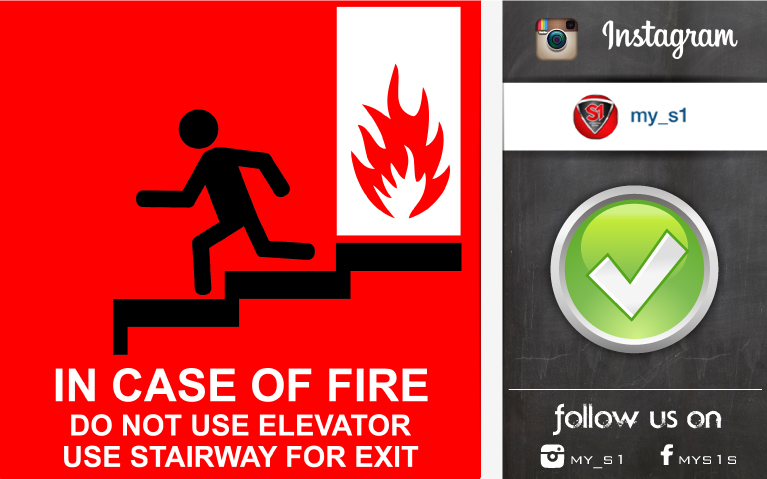 IN CASE OF FIRE
DO NOT USE ELEVATOR
USE STAIRWAY FOR EXIT
Instagram
S1
my_s1
follow us on
MY_S1
MYS1S